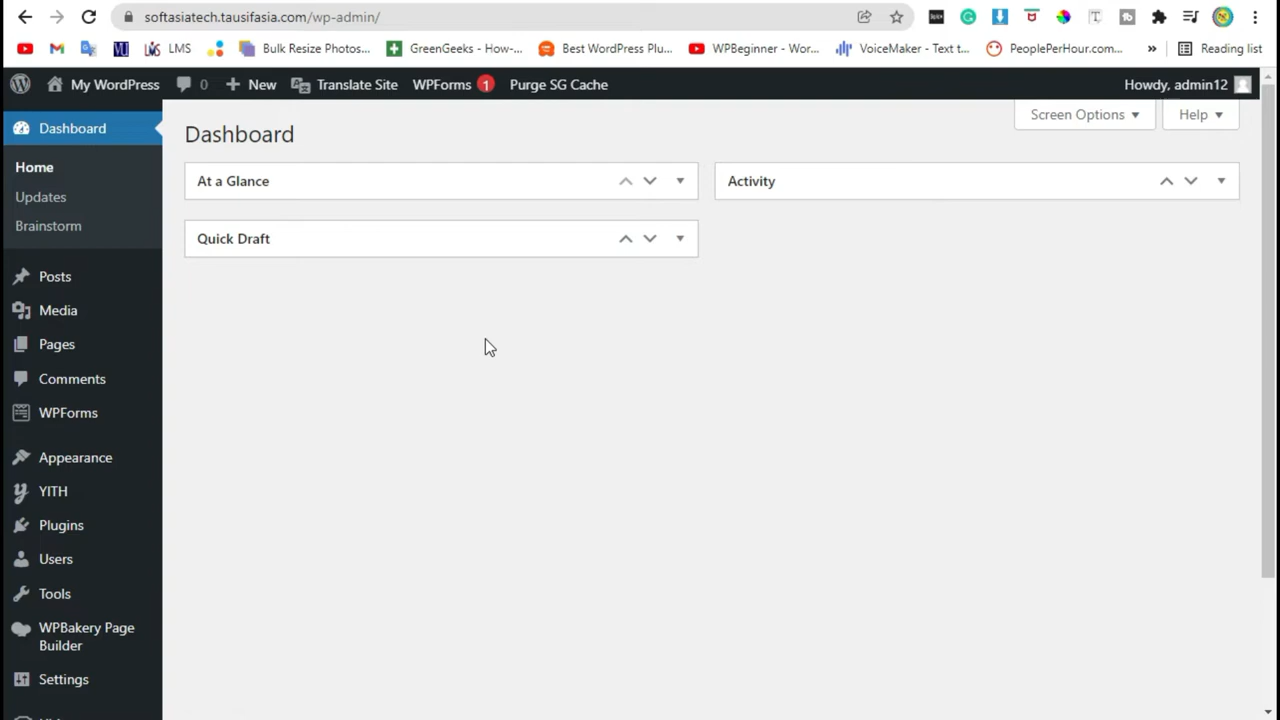 softasiatech.tausifasia.com/wp-admin/
LMS Bulk Resize Photos... GreenGeeks - How-... Best WordPress Plu... WPBeginner - Wor... VoiceMaker - Text t... PeoplePerHour.com... » Reading list
My WordPress 0 New Translate Site WPForms 1 Purge SG Cache Howdy, admin12
Dashboard
Home
Updates
Brainstorm
Posts
Media
Pages
Comments
WPForms
Appearance
YITH
Plugins
Users
Tools
WPBakery Page
Builder
Settings
Screen Options Help
Dashboard
At a Glance
Activity
Quick Draft